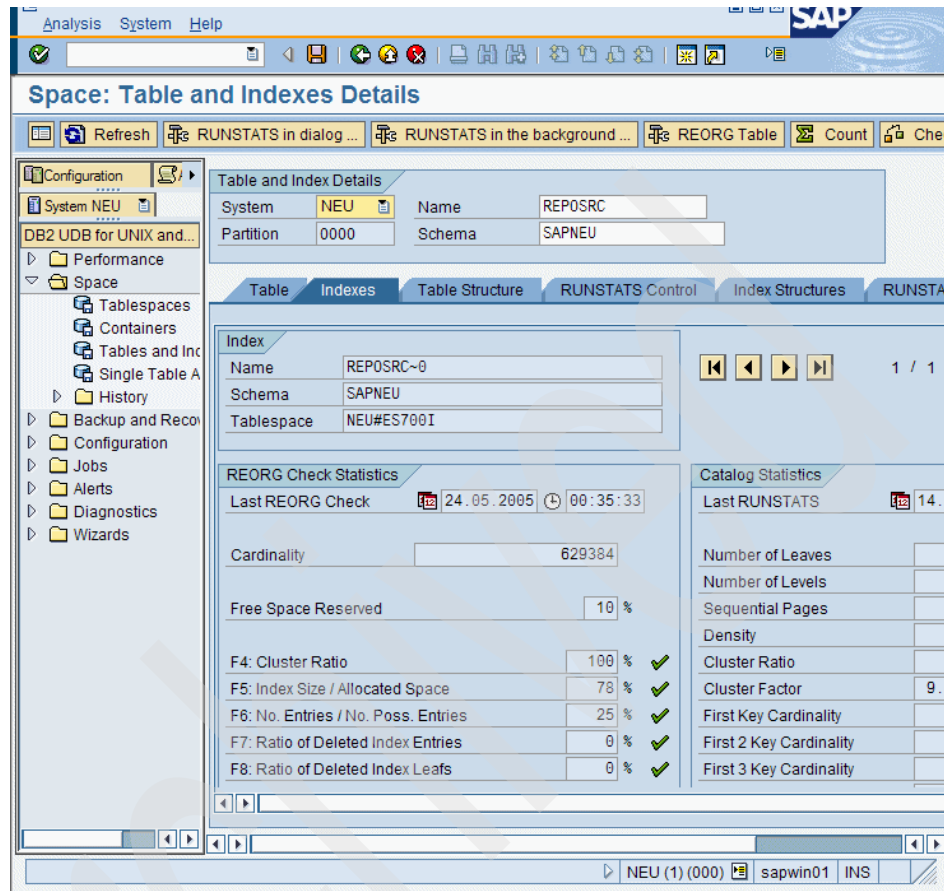 Analysis System Help
SAP
Space: Table and Indexes Details
Refresh RUNSTATS in dialog ... RUNSTATS in the background ... REORG Table Count Che
Configuration
System NEU
DB2 UDB for UNIX and...
Performance
Space
Tablespaces
Containers
Tables and Inc
Single Table A
History
Backup and Recov
Configuration
Jobs
Alerts
Diagnostics
Wizards
Table and Index Details
System NEU Name REPOSRC
Partition 0000 Schema SAPNEU
Table Indexes Table Structure RUNSTATS Control Index Structures RUNSTA
Index
Name REPOSRC~0
Schema SAPNEU
Tablespace NEU#ES700I
1 / 1
REORG Check Statistics
Last REORG Check 24.05.2005 00:35:33
Cardinality 629384
Free Space Reserved 10 %
F4: Cluster Ratio 100 %
F5: Index Size / Allocated Space 78 %
F6: No. Entries / No. Poss. Entries 25 %
F7: Ratio of Deleted Index Entries 0 %
F8: Ratio of Deleted Index Leafs 0 %
Catalog Statistics
Last RUNSTATS 14.
Number of Leaves
Number of Levels
Sequential Pages
Density
Cluster Ratio
Cluster Factor 9.
First Key Cardinality
First 2 Key Cardinality
First 3 Key Cardinality
NEU (1) (000) sapwin01 INS